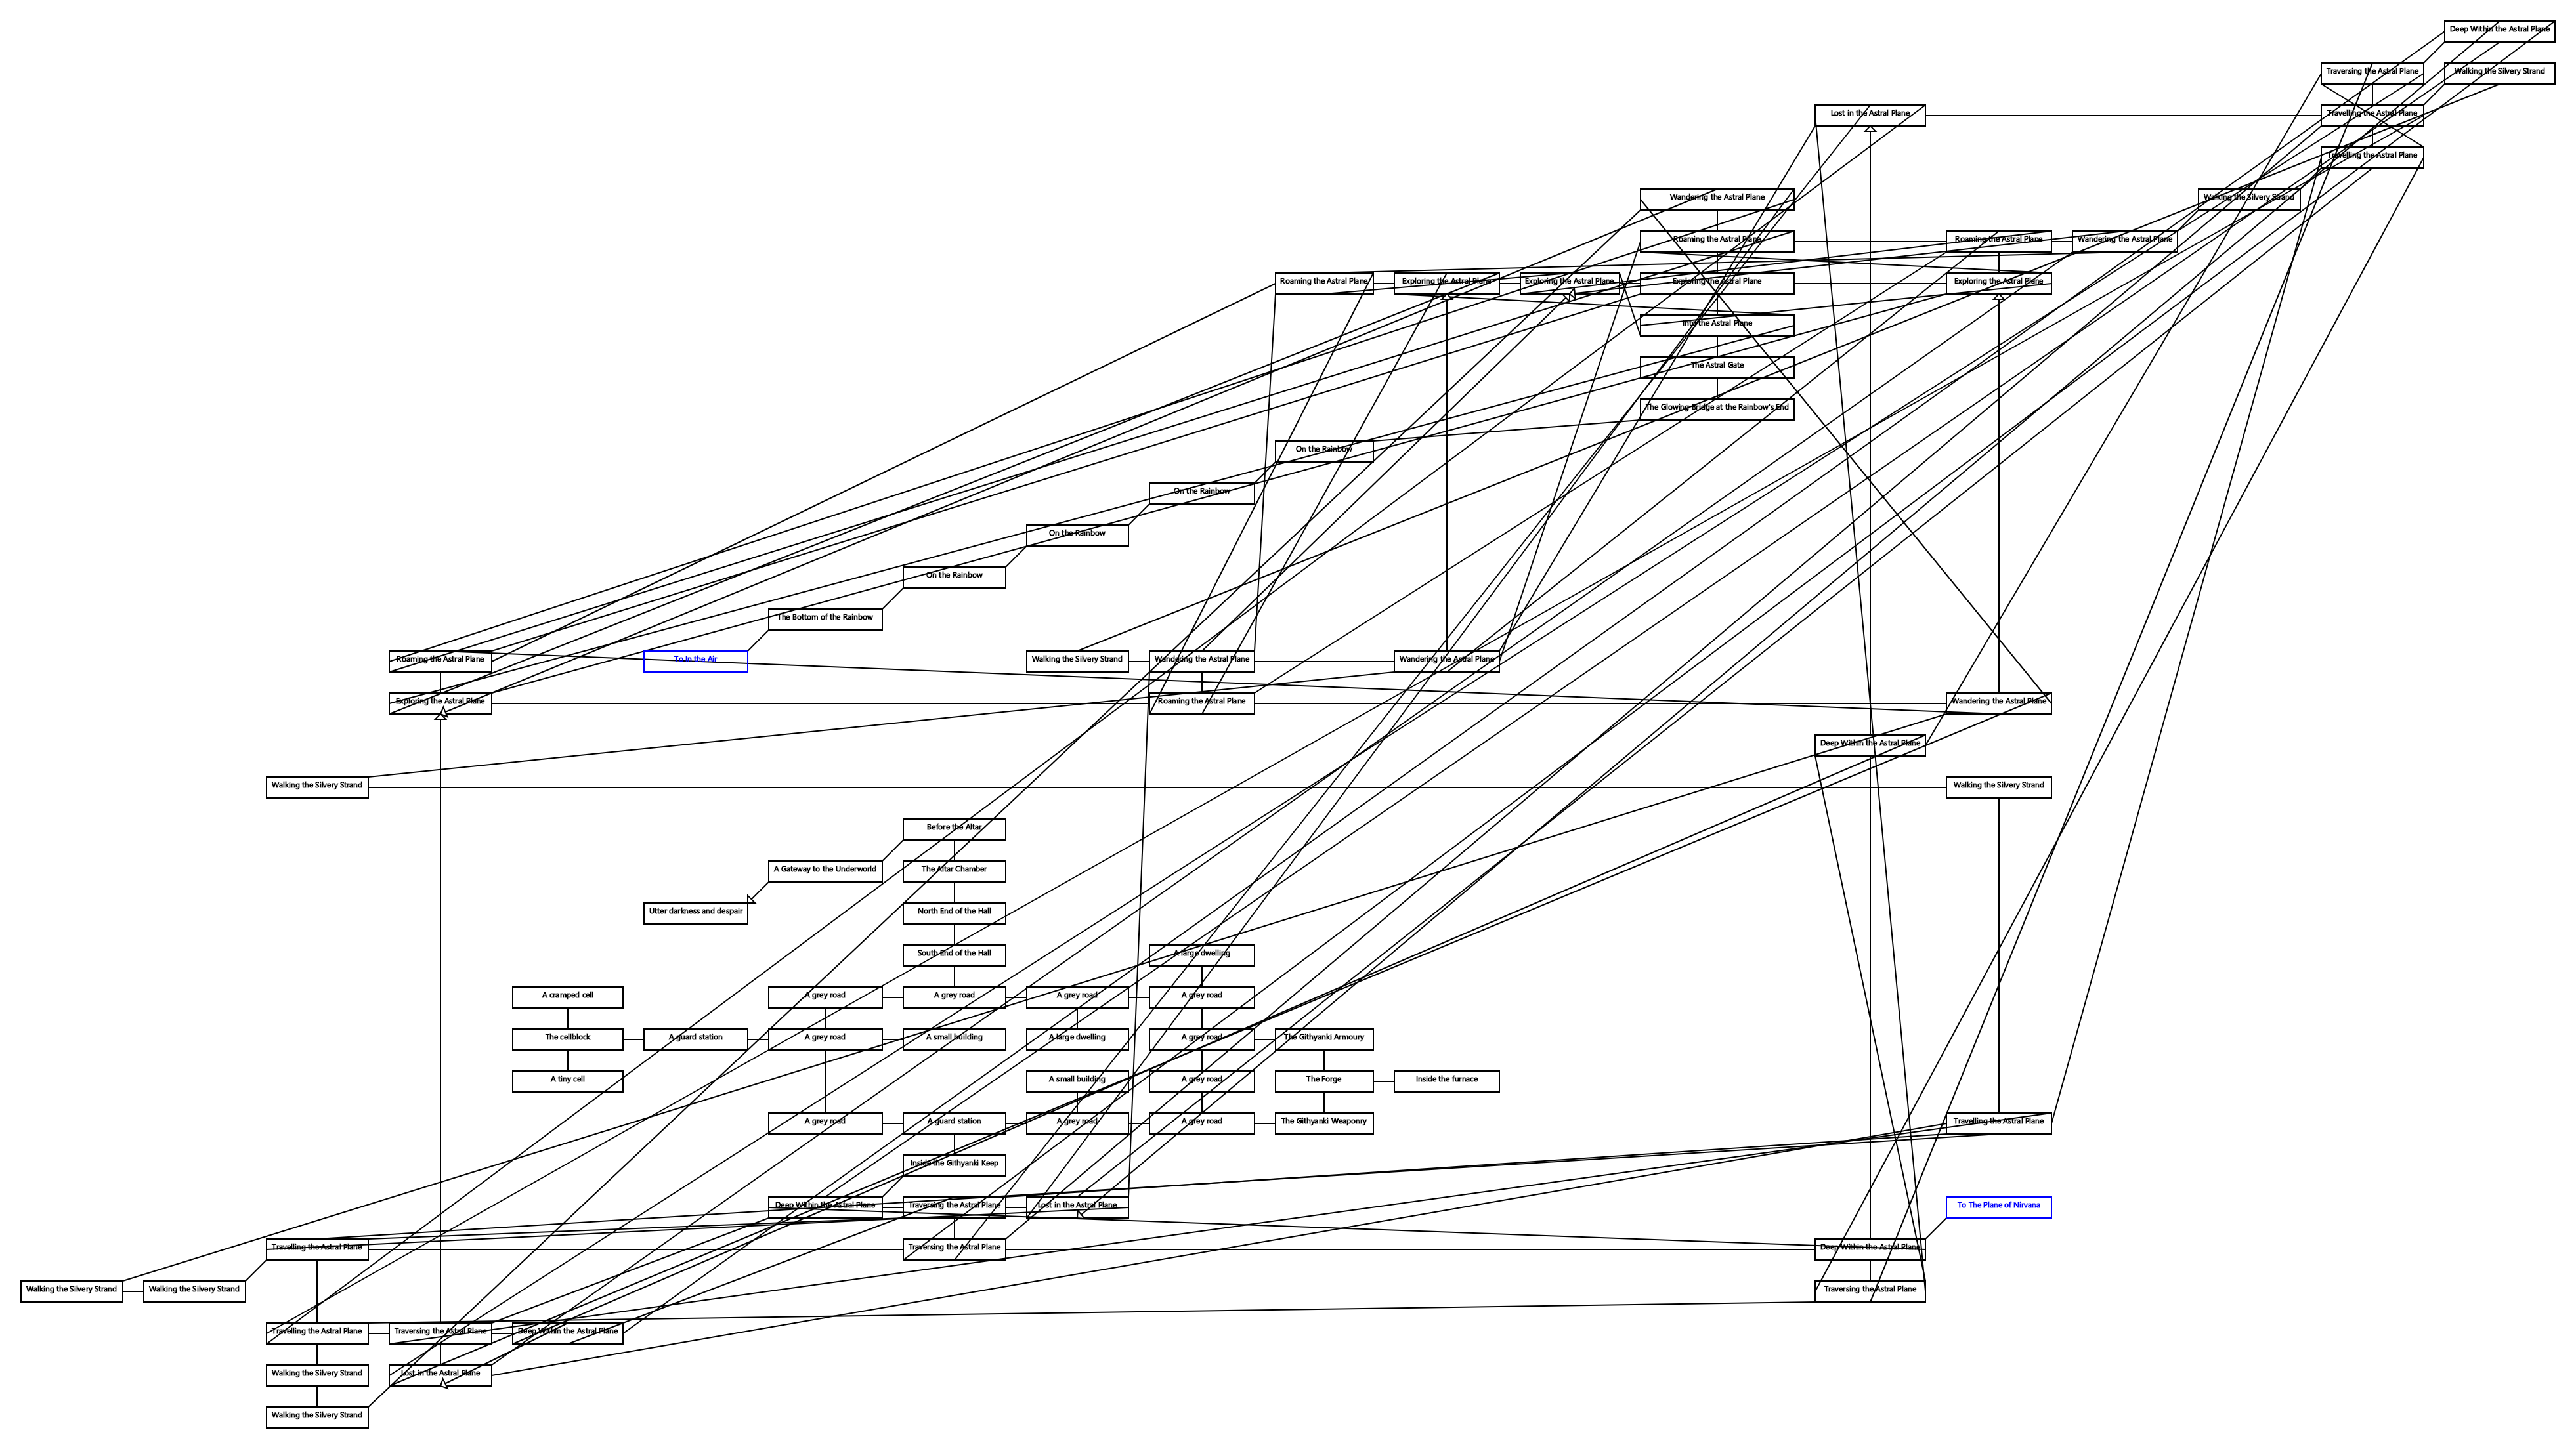 Deep Within the Astral Plane
Traversing the Astral Plane
Walking the Silvery Strand
Lost in the Astral Plane
Travelling the Astral Plane
Travelling the Astral Plane
Wandering the Astral Plane
Walking the Silvery Strand
Roaming the Astral Plane
Roaming the Astral Plane
Wandering the Astral Plane
Roaming the Astral Plane
Exploring the Astral Plane
Exploring the Astral Plane
Exploring the Astral Plane
Exploring the Astral Plane
Into the Astral Plane
The Astral Gate
The Glowing Bridge at the Rainbow's End
On the Rainbow
On the Rainbow
On the Rainbow
On the Rainbow
The Bottom of the Rainbow
Roaming the Astral Plane
To In the Air
Walking the Silvery Strand
Wandering the Astral Plane
Wandering the Astral Plane
Exploring the Astral Plane
Roaming the Astral Plane
Wandering the Astral Plane
Deep Within the Astral Plane
Walking the Silvery Strand
Walking the Silvery Strand
Before the Altar
A Gateway to the Underworld
The Altar Chamber
Utter darkness and despair
North End of the Hall
South End of the Hall
A large dwelling
A cramped cell
A grey road
A grey road
A grey road
A grey road
The cellblock
A guard station
A grey road
A small building
A large dwelling
A grey road
The Githyanki Armoury
A tiny cell
A small building
A grey road
The Forge
Inside the furnace
A grey road
A guard station
A grey road
A grey road
The Githyanki Weaponry
Travelling the Astral Plane
Inside the Githyanki Keep
Deep Within the Astral Plane
Traversing the Astral Plane
Lost in the Astral Plane
To The Plane of Nirvana
Travelling the Astral Plane
Traversing the Astral Plane
Deep Within the Astral Plane
Walking the Silvery Strand
Walking the Silvery Strand
Traversing the Astral Plane
Travelling the Astral Plane
Traversing the Astral Plane
Deep Within the Astral Plane
Walking the Silvery Strand
Lost in the Astral Plane
Walking the Silvery Strand